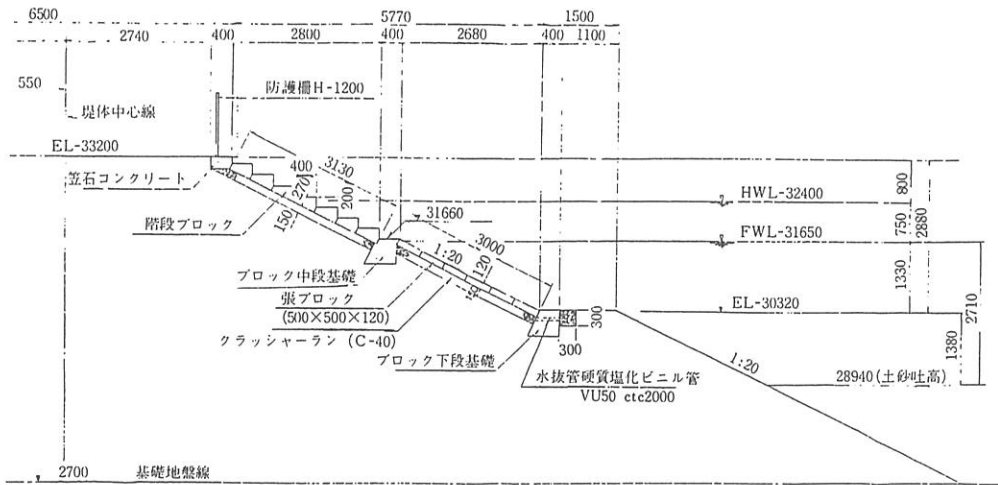 6500 5770 1500
2740 400 2800 400 2680 400 1100
550
防護柵H-1200
堤体中心線
EL-33200
笠石コンクリート
400
3130
270
200
150
階段ブロック
31660
800
HWL-32400
750
2880
FWL-31650
3000
1:20
120
150
ブロック中段基礎
張ブロック
(500×500×120)
クラッシャーラン (C-40)
ブロック下段基礎
300
300
1330
EL-30320
2710
1380
水抜管硬質塩化ビニル管
VU50 ctc2000
1:20
28940(土砂吐高)
2700 基礎地盤線